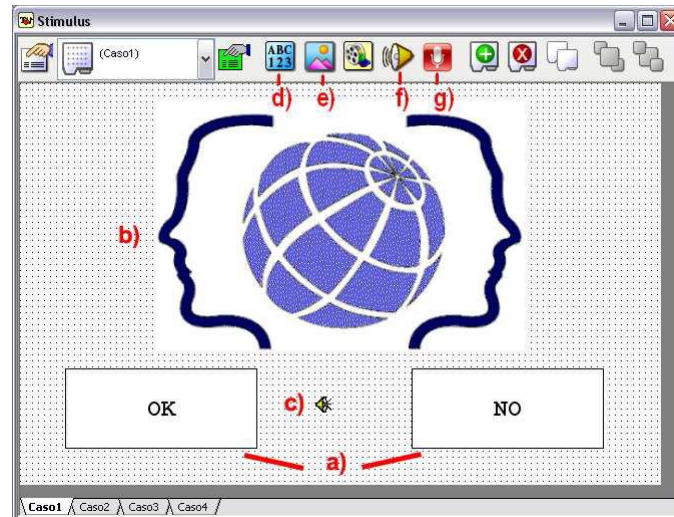 Stimulus
(Caso1)
ABC
123
d) e) f) g)
b)
OK c) NO
a)
Caso1 Caso2 Caso3 Caso4